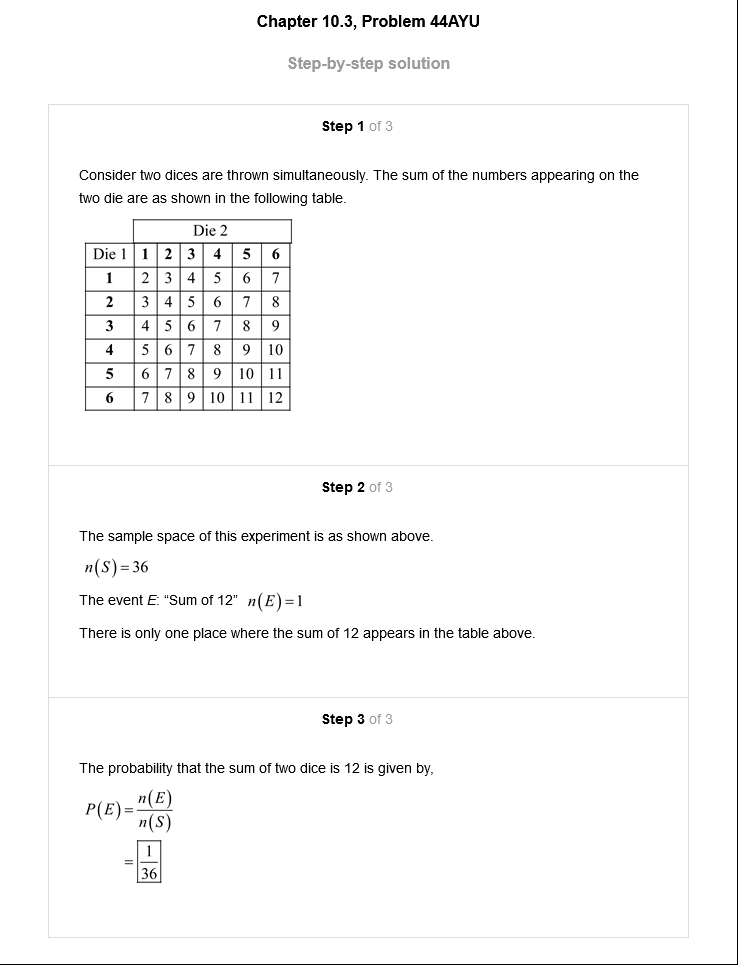 Chapter 10.3, Problem 44AYU
Step-by-step solution
Step 1 of 3
Consider two dices are thrown simultaneously. The sum of the numbers appearing on the
two die are as shown in the following table.
Die 2
Die 1 1 2 3 4 5 6
1 2 3 4 5 6 7
2 3 4 5 6 7 8
3 4 5 6 7 8 9
4 5 6 7 8 9 10
5 6 7 8 9 10 11
6 7 8 9 10 11 12
Step 2 of 3
The sample space of this experiment is as shown above.
n(S)=36
The event E: “Sum of 12” n(E)=1
There is only one place where the sum of 12 appears in the table above.
Step 3 of 3
The probability that the sum of two dice is 12 is given by,
P(E)=n(E)/n(S)
=1/36